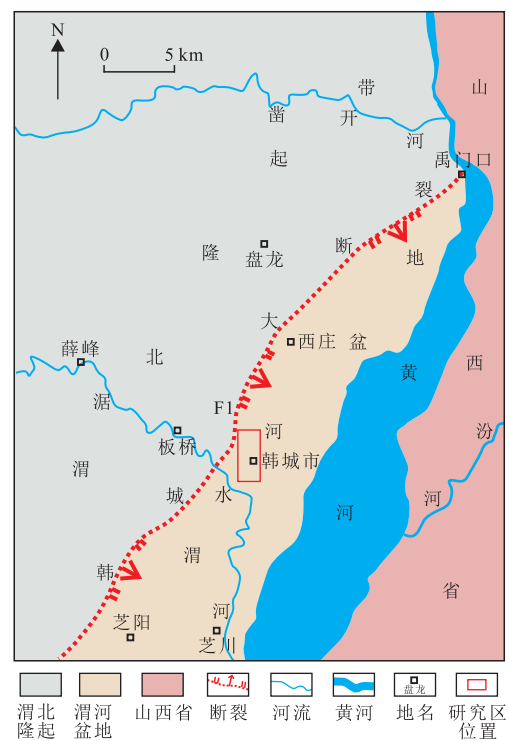 N
0 5 km
凿开带河
山西省
禹门口
渭北隆起
盘龙
韩城大断裂
渭河盆地
西庄
薛峰
黄河
F1
汾河
澽水河
板桥
韩城市
芝阳
芝川
渭北隆起
渭河盆地
山西省
断裂
河流
黄河
盘龙
地名
研究区位置